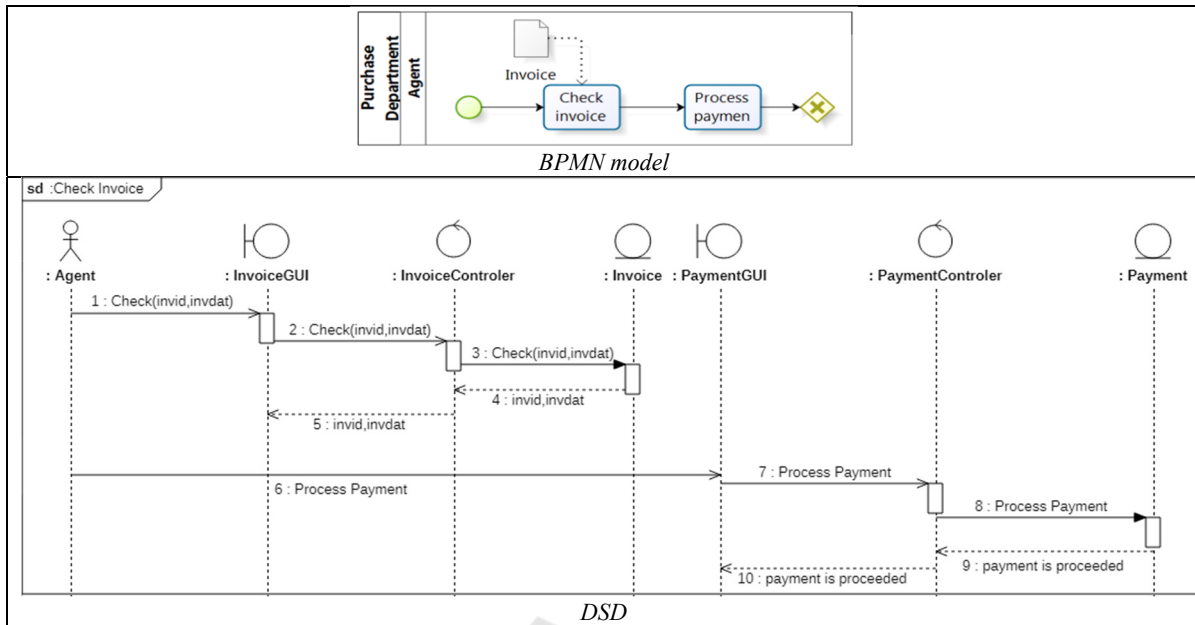 Purchase
Department
Agent
Invoice
Check
invoice
Process
paymen
BPMN model
sd :Check Invoice
: Agent
: InvoiceGUI
: InvoiceControler
: Invoice
: PaymentGUI
: PaymentControler
: Payment
1 : Check(invid,invdat)
2 : Check(invid,invdat)
3 : Check(invid,invdat)
4 : invid,invdat
5 : invid,invdat
6 : Process Payment
7 : Process Payment
8 : Process Payment
9 : payment is proceeded
10 : payment is proceeded
DSD